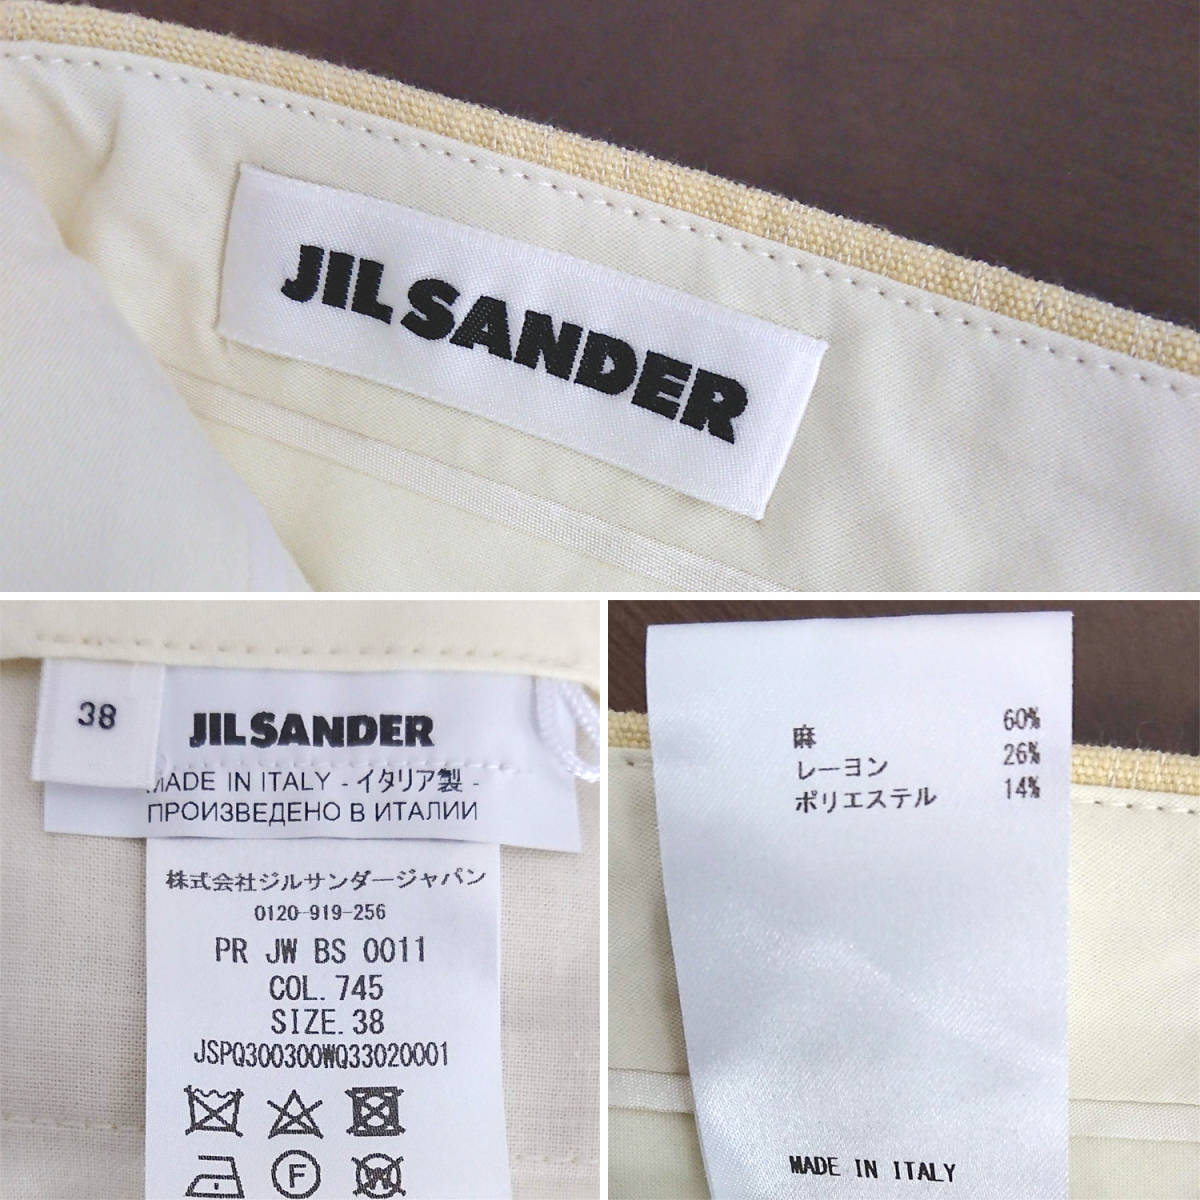 JIL SANDER
38
JIL SANDER
MADE IN ITALY - イタリア製 -
ПРОИЗВЕДЕНО В ИТАЛИИ
株式会社ジルサンダージャパン
0120-919-256
PR JW BS 0011
COL. 745
SIZE. 38
JSPQ300300WQ33020001
F
W
麻 60%
レーヨン 26%
ポリエステル 14%
MADE IN ITALY